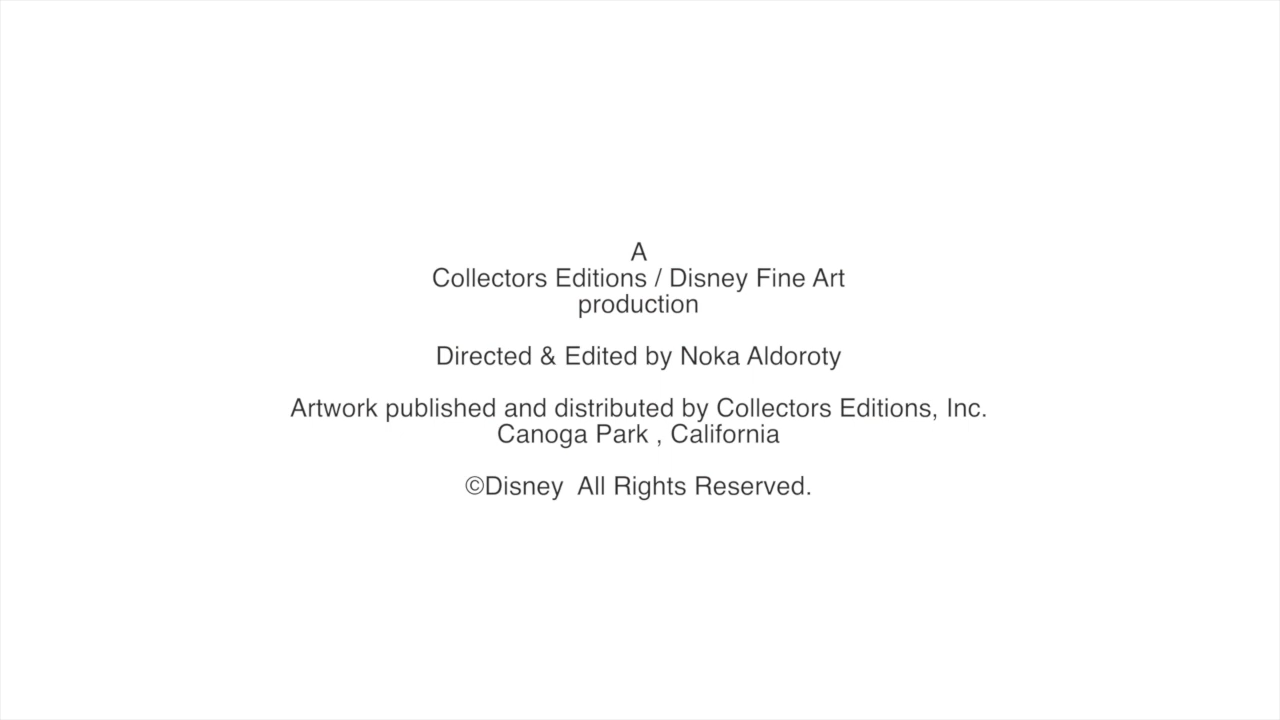 A
Collectors Editions / Disney Fine Art
production
Directed & Edited by Noka Aldoroty
Artwork published and distributed by Collectors Editions, Inc.
Canoga Park , California
©Disney  All Rights Reserved.